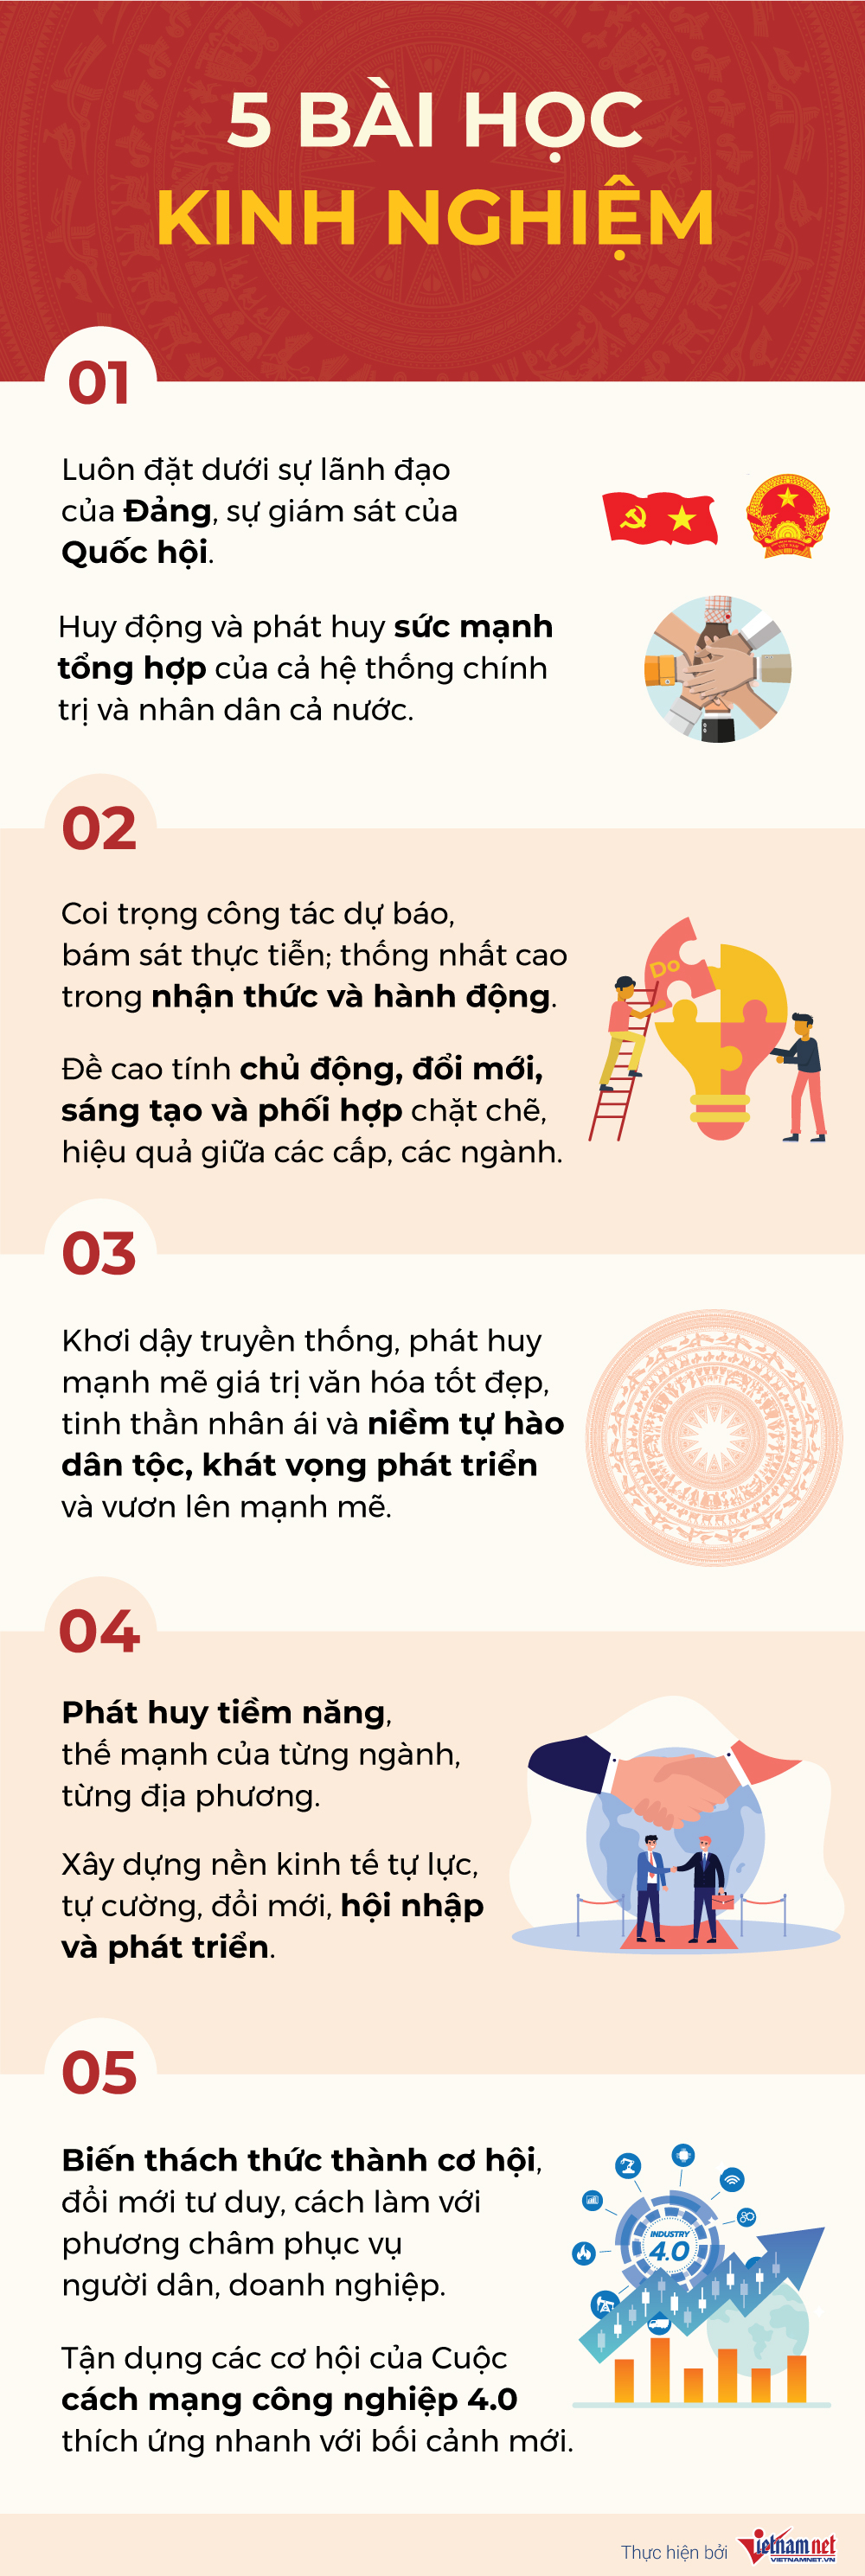 5 BÀI HỌC
KINH NGHIỆM
01
Luôn đặt dưới sự lãnh đạo
của Đảng, sự giám sát của
Quốc hội.
Huy động và phát huy sức mạnh
tổng hợp của cả hệ thống chính
trị và nhân dân cả nước.
02
Coi trọng công tác dự báo,
bám sát thực tiễn; thống nhất cao
trong nhận thức và hành động.
Do
Đề cao tính chủ động, đổi mới,
sáng tạo và phối hợp chặt chẽ,
hiệu quả giữa các cấp, các ngành.
03
Khơi dậy truyền thống, phát huy
mạnh mẽ giá trị văn hóa tốt đẹp,
tinh thần nhân ái và niềm tự hào
dân tộc, khát vọng phát triển
và vươn lên mạnh mẽ.
04
Phát huy tiềm năng,
thế mạnh của từng ngành,
từng địa phương.
Xây dựng nền kinh tế tự lực,
tự cường, đổi mới, hội nhập
và phát triển.
05
Biến thách thức thành cơ hội,
đổi mới tư duy, cách làm với
phương châm phục vụ
người dân, doanh nghiệp.
INDUSTRY
4.0
Tận dụng các cơ hội của Cuộc
cách mạng công nghiệp 4.0
thích ứng nhanh với bối cảnh mới.
Thực hiện bởi
Vietnamnet
VIETNAMNET.VN